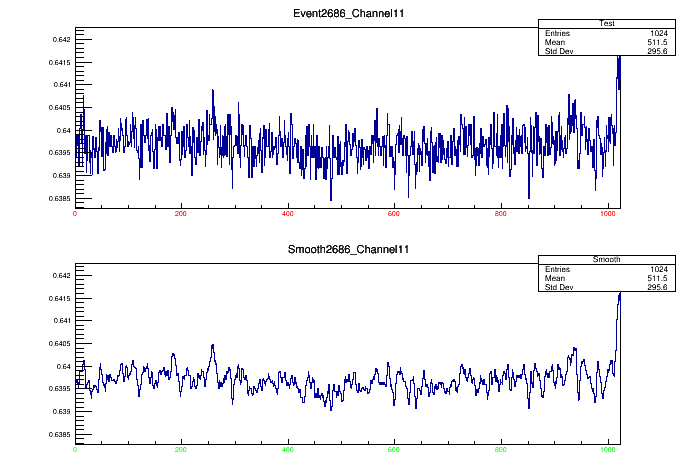 Event2686_Channel11
Test
Entries 1024
Mean 511.5
Std Dev 295.6
0.642
0.6415
0.641
0.6405
0.64
0.6395
0.639
0.6385
0 200 400 600 800 1000
Smooth2686_Channel11
Smooth
Entries 1024
Mean 511.5
Std Dev 295.6
0.642
0.6415
0.641
0.6405
0.64
0.6395
0.639
0.6385
0 200 400 600 800 1000